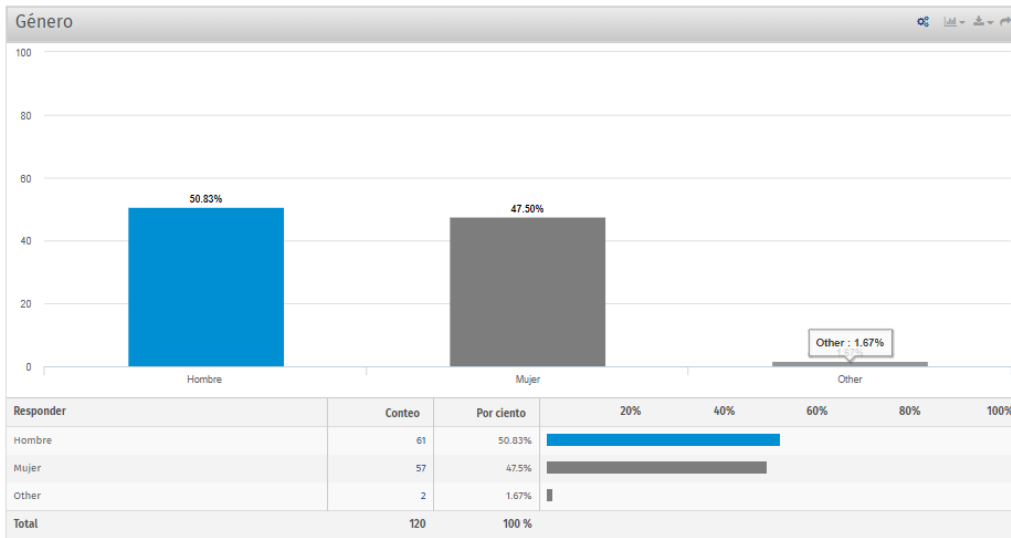 Género
100
80
60
40
20
0
50.83%
47.50%
Other : 1.67%
1.67%
Hombre Mujer Other
Responder Conteo Por ciento 20% 40% 60% 80% 100%
Hombre 61 50.83%
Mujer 57 47.5%
Other 2 1.67%
Total 120 100 %